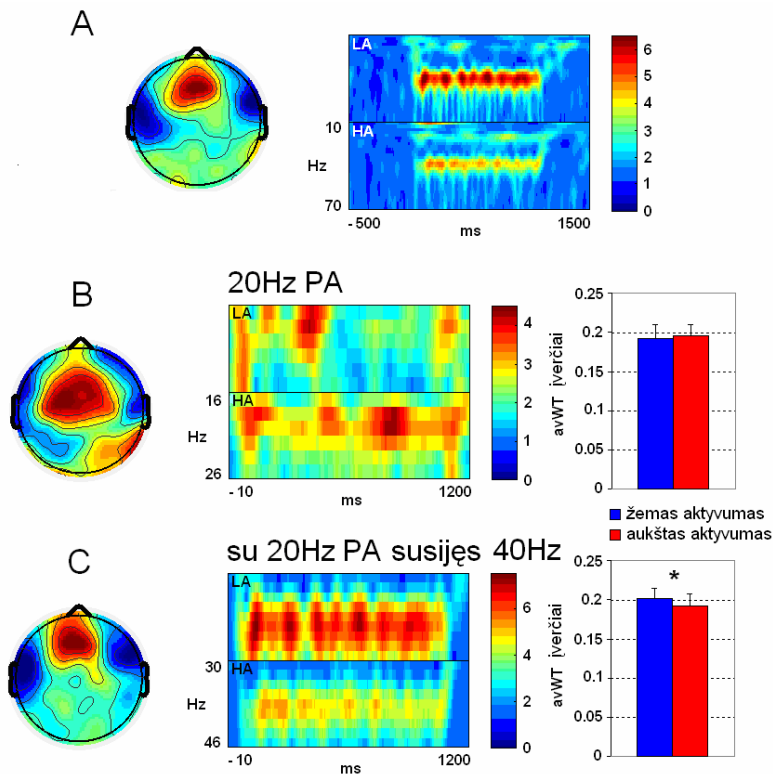 A
LA
HA
10
Hz
70
- 500
1500
ms
6
5
4
3
2
1
0
B
20Hz PA
LA
HA
16
Hz
26
- 10
1200
ms
4
3
2
1
0
avWT įverčiai
0.25
0.2
0.15
0.1
0.05
0
žemas aktyvumas
aukštas aktyvumas
C
su 20Hz PA susijęs 40Hz
LA
HA
30
Hz
46
- 10
1200
ms
7
6
5
4
3
2
1
0
avWT įverčiai
0.25
0.2
0.15
0.1
0.05
0
*